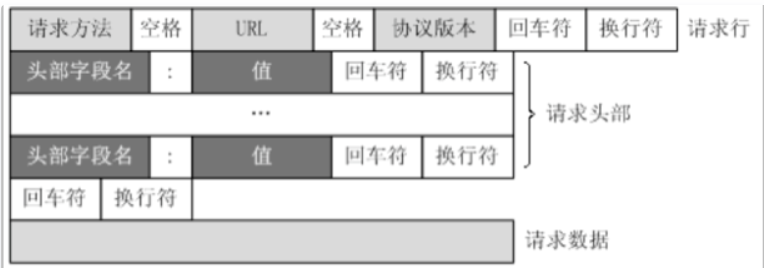 请求方法 空格 URL 空格 协议版本 回车符 换行符 请求行
头部字段名 : 值 回车符 换行符
... 请求头部
头部字段名 : 值 回车符 换行符
回车符 换行符
请求数据